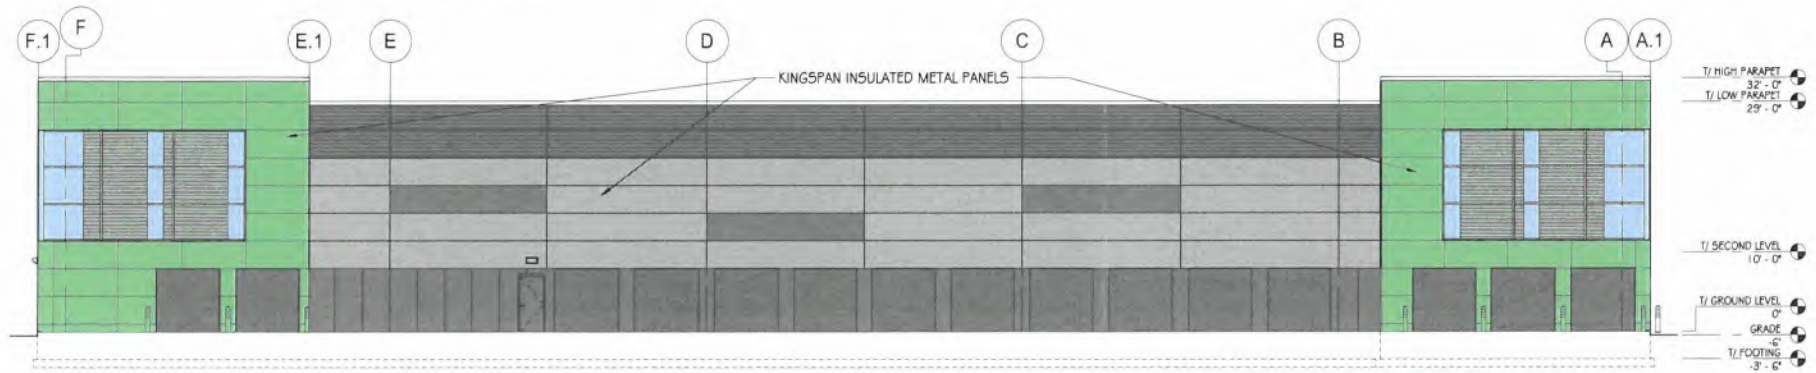 F.1
F
E.1
E
D
C
B
A
A.1
KINGSPAN INSULATED METAL PANELS
T/ HIGH PARAPET
32' - 0"
T/ LOW PARAPET
29' - 0"
T/ SECOND LEVEL
10' - 0"
T/ GROUND LEVEL
0"
GRADE
-6"
T/ FOOTING
-3' - 6"